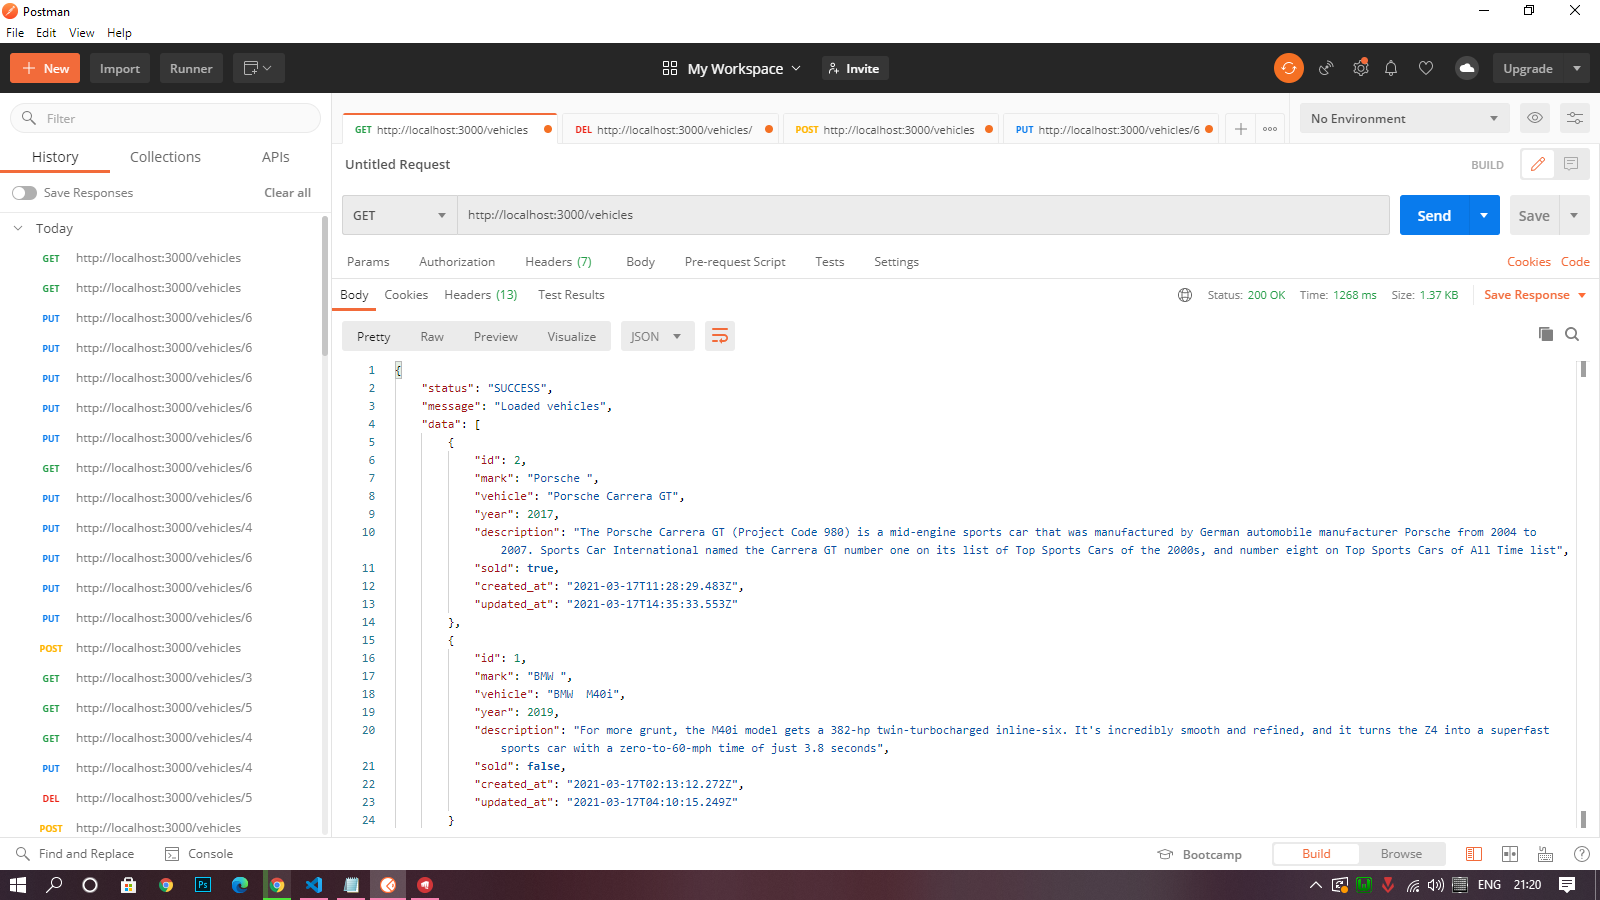 Postman
File Edit View Help
New Import Runner My Workspace Invite Upgrade
Filter
History Collections APIs
Save Responses Clear all
Today
GET http://localhost:3000/vehicles
GET http://localhost:3000/vehicles
PUT http://localhost:3000/vehicles/6
PUT http://localhost:3000/vehicles/6
PUT http://localhost:3000/vehicles/6
PUT http://localhost:3000/vehicles/6
PUT http://localhost:3000/vehicles/6
GET http://localhost:3000/vehicles/6
PUT http://localhost:3000/vehicles/6
PUT http://localhost:3000/vehicles/4
PUT http://localhost:3000/vehicles/6
PUT http://localhost:3000/vehicles/6
PUT http://localhost:3000/vehicles/6
POST http://localhost:3000/vehicles
GET http://localhost:3000/vehicles/3
GET http://localhost:3000/vehicles/5
GET http://localhost:3000/vehicles/4
PUT http://localhost:3000/vehicles/4
DEL http://localhost:3000/vehicles/5
POST http://localhost:3000/vehicles
GET http://localhost:3000/vehicles DEL http://localhost:3000/vehicles/ POST http://localhost:3000/vehicles PUT http://localhost:3000/vehicles/6 No Environment
Untitled Request BUILD
GET http://localhost:3000/vehicles Send Save
Params Authorization Headers (7) Body Pre-request Script Tests Settings Cookies Code
Body Cookies Headers (13) Test Results Status: 200 OK Time: 1268 ms Size: 1.37 KB Save Response
Pretty Raw Preview Visualize JSON
1 {
2 "status": "SUCCESS",
3 "message": "Loaded vehicles",
4 "data": [
5 {
6 "id": 2,
7 "mark": "Porsche ",
8 "vehicle": "Porsche Carrera GT",
9 "year": 2017,
10 "description": "The Porsche Carrera GT (Project Code 980) is a mid-engine sports car that was manufactured by German automobile manufacturer Porsche from 2004 to
2007. Sports Car International named the Carrera GT number one on its list of Top Sports Cars of the 2000s, and number eight on Top Sports Cars of All Time list",
11 "sold": true,
12 "created_at": "2021-03-17T11:28:29.483Z",
13 "updated_at": "2021-03-17T14:35:33.553Z"
14 },
15 {
16 "id": 1,
17 "mark": "BMW ",
18 "vehicle": "BMW  M40i",
19 "year": 2019,
20 "description": "For more grunt, the M40i model gets a 382-hp twin-turbocharged inline-six. It's incredibly smooth and refined, and it turns the Z4 into a superfast
sports car with a zero-to-60-mph time of just 3.8 seconds",
21 "sold": false,
22 "created_at": "2021-03-17T02:13:12.272Z",
23 "updated_at": "2021-03-17T04:10:15.249Z"
24 }
Find and Replace Console Bootcamp Build Browse
Ps ENG 21:20